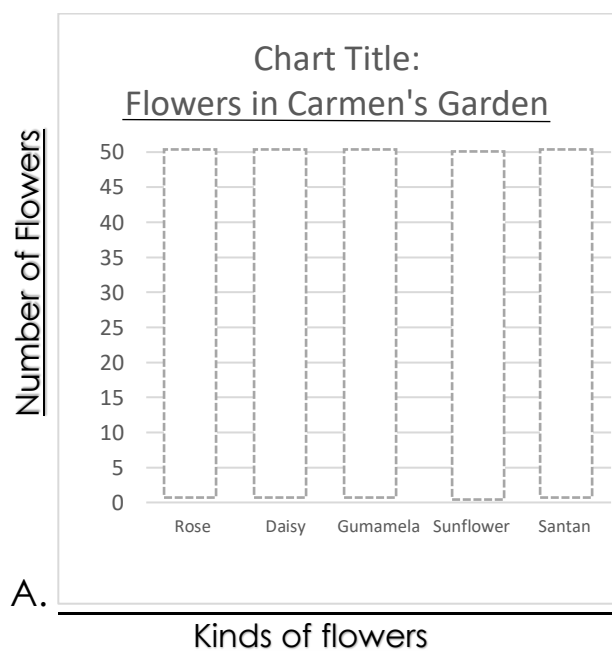 Chart Title:
Flowers in Carmen's Garden
Number of Flowers
50
45
40
35
30
25
20
15
10
5
0
Rose Daisy Gumamela Sunflower Santan
A.
Kinds of flowers